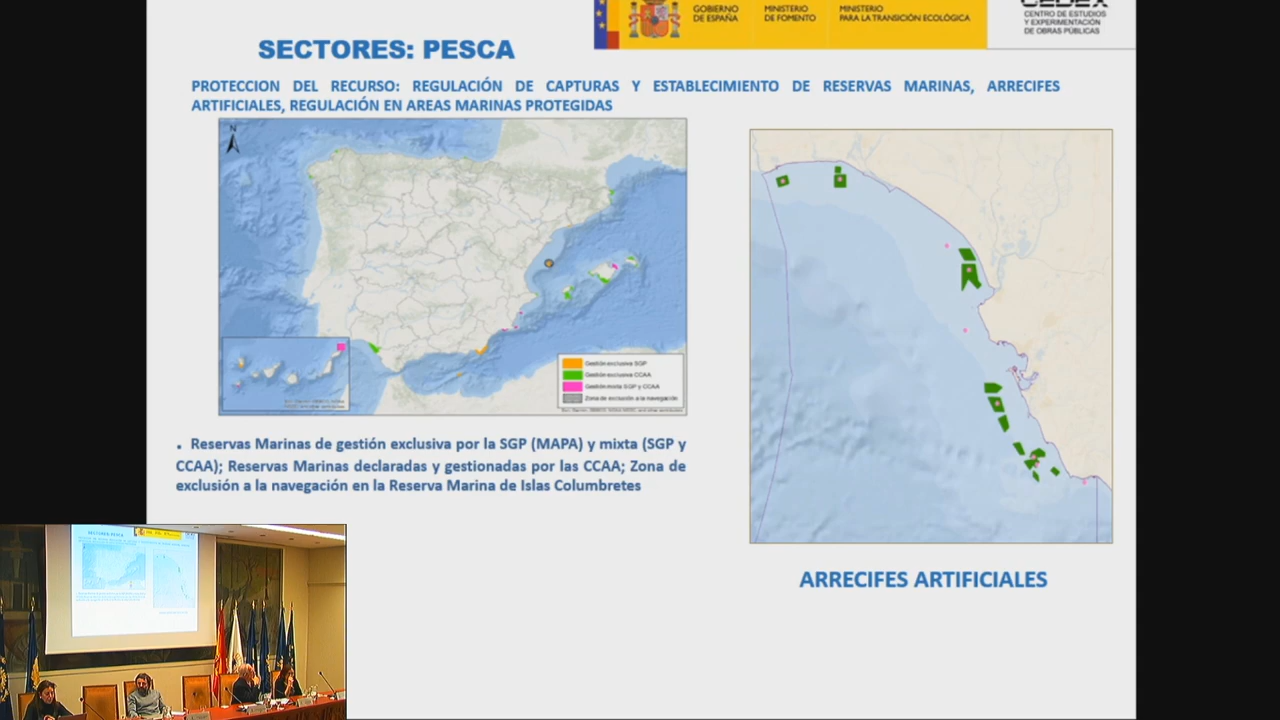 GOBIERNO
DE ESPAÑA
MINISTERIO
DE FOMENTO
MINISTERIO
PARA LA TRANSICIÓN ECOLÓGICA
CEDEX
CENTRO DE ESTUDIOS
Y EXPERIMENTACIÓN
DE OBRAS PÚBLICAS
SECTORES: PESCA
PROTECCION DEL RECURSO: REGULACIÓN DE CAPTURAS Y ESTABLECIMIENTO DE RESERVAS MARINAS, ARRECIFES
ARTIFICIALES, REGULACIÓN EN AREAS MARINAS PROTEGIDAS
N
Gestión exclusiva SGP
Gestión exclusiva CCAA
Gestión mixta SGP y CCAA
Zona de exclusión a la navegación
. Reservas Marinas de gestión exclusiva por la SGP (MAPA) y mixta (SGP y
CCAA); Reservas Marinas declaradas y gestionadas por las CCAA; Zona de
exclusión a la navegación en la Reserva Marina de Islas Columbretes
ARRECIFES ARTIFICIALES
SECTORES: PESCA